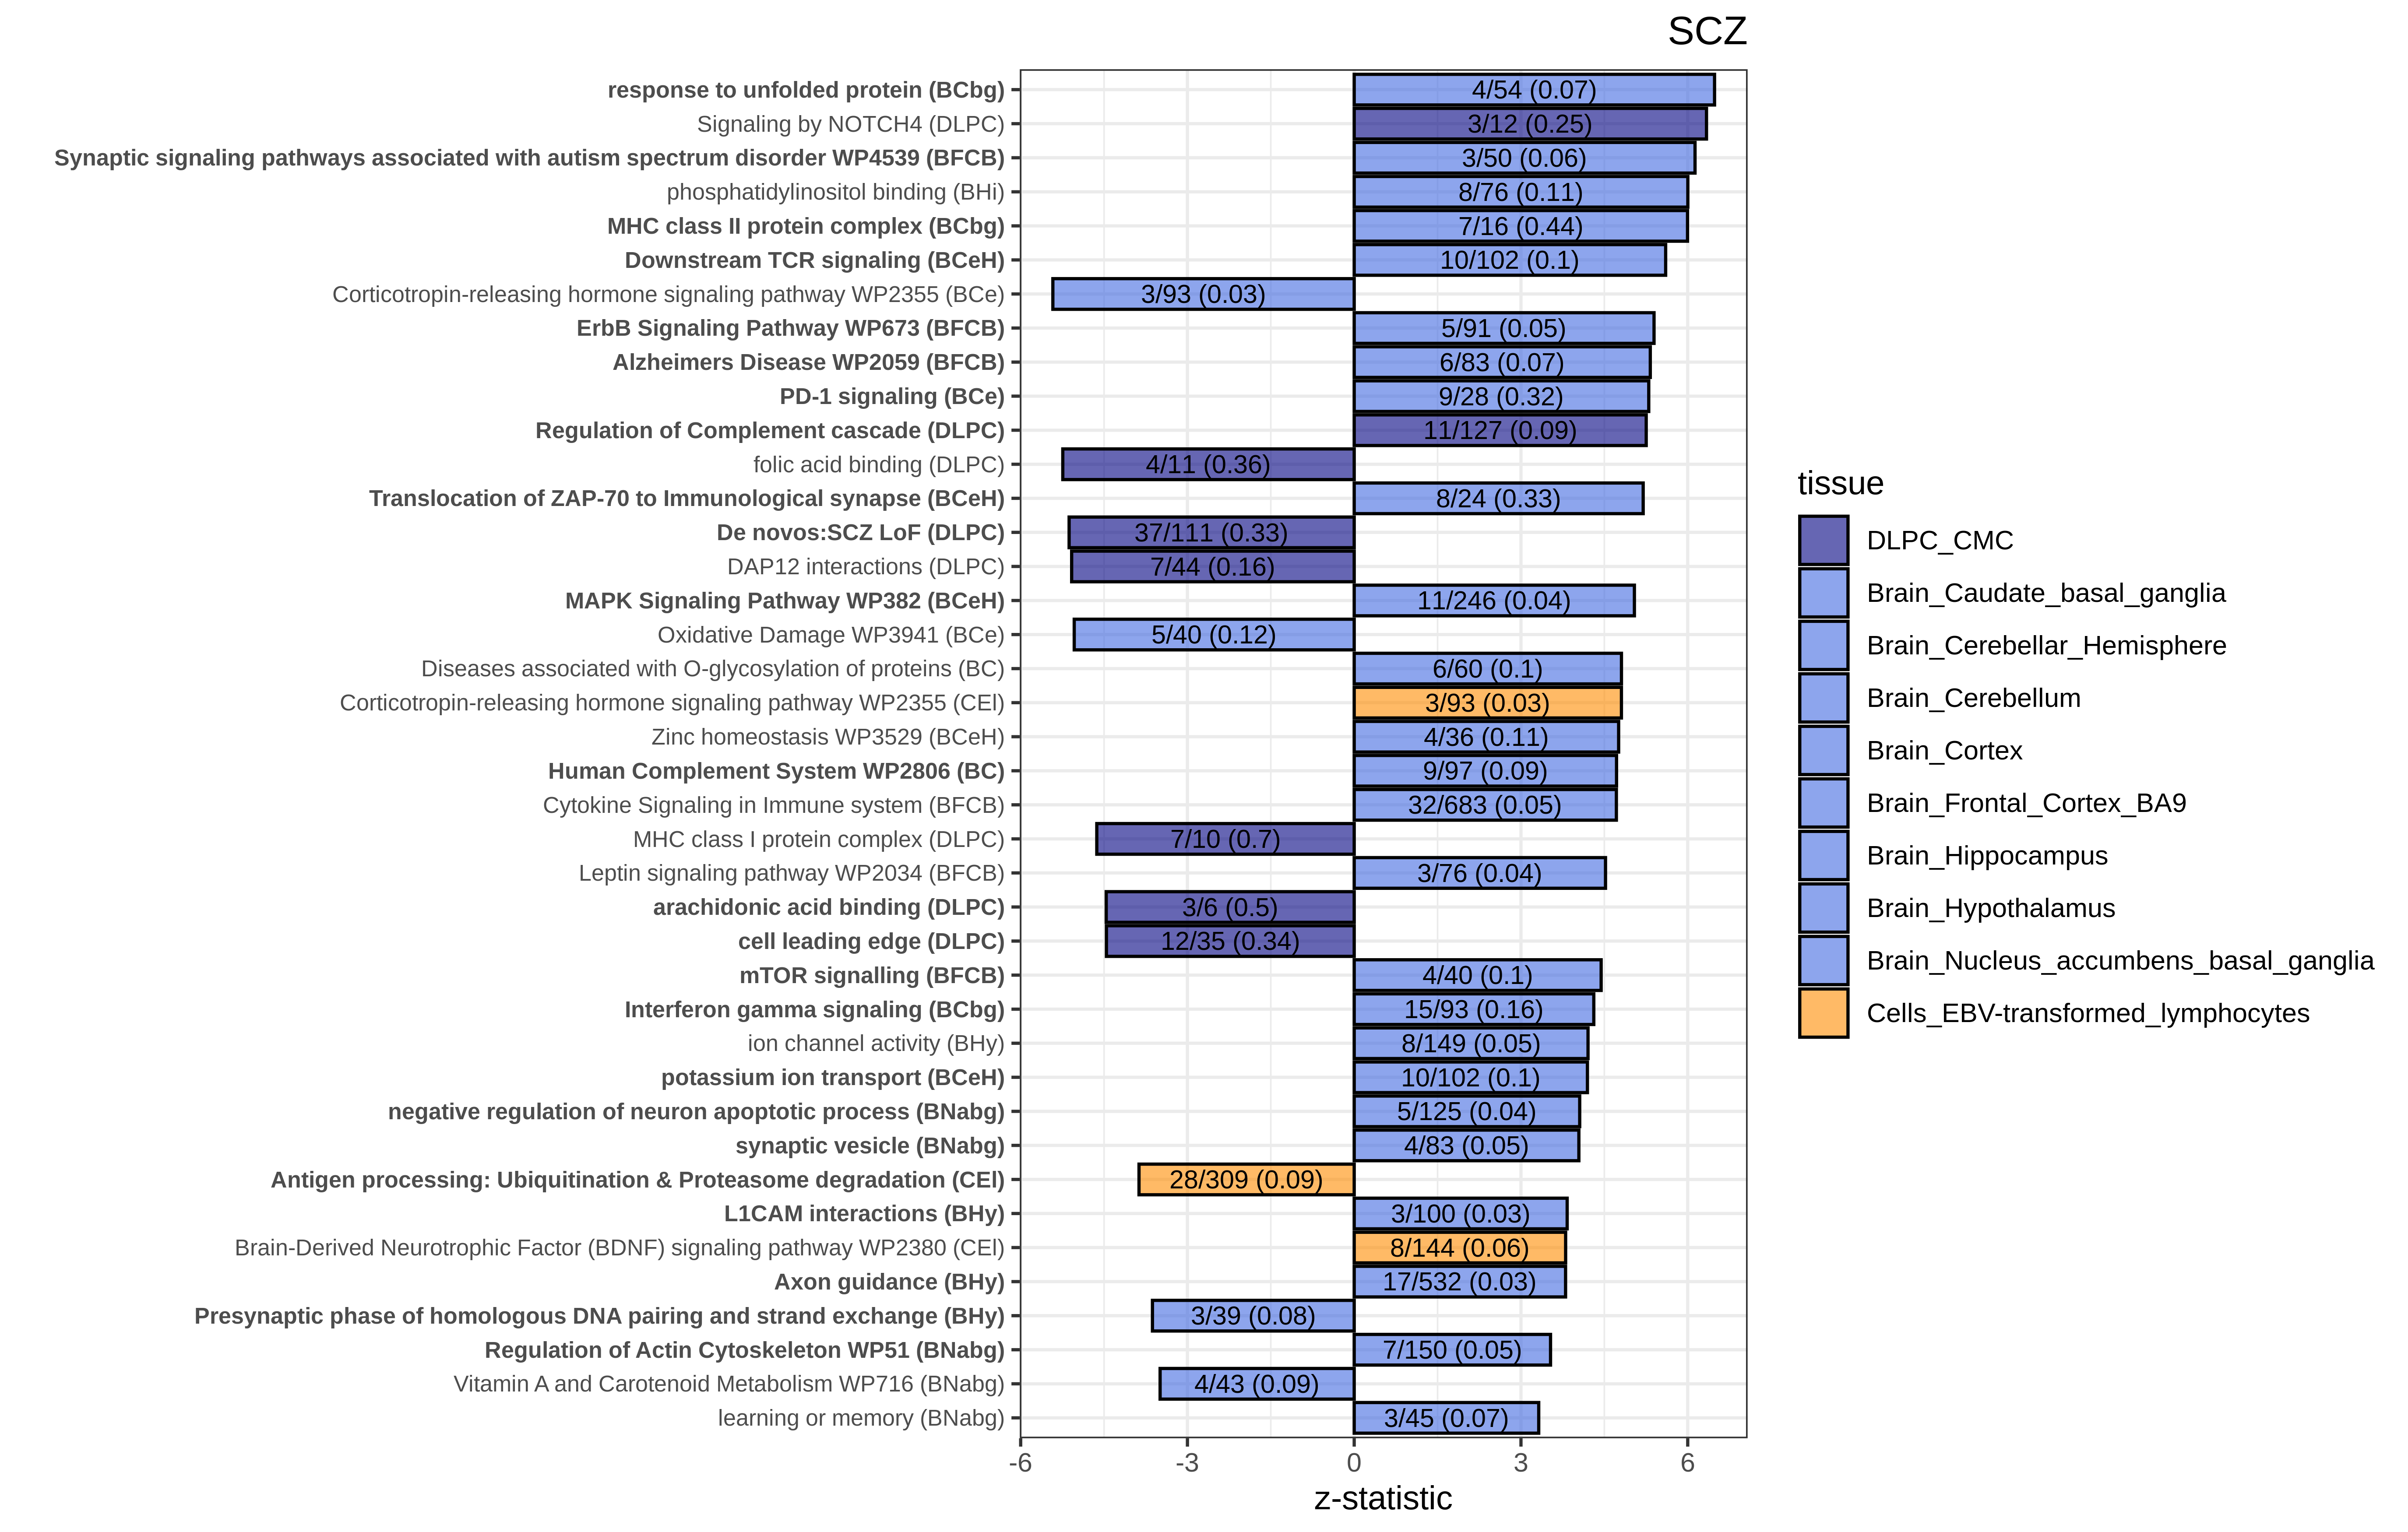 SCZ
response to unfolded protein (BCbg) 4/54 (0.07)
Signaling by NOTCH4 (DLPC) 3/12 (0.25)
Synaptic signaling pathways associated with autism spectrum disorder WP4539 (BFCB) 3/50 (0.06)
phosphatidylinositol binding (BHi) 8/76 (0.11)
MHC class II protein complex (BCbg) 7/16 (0.44)
Downstream TCR signaling (BCeH) 10/102 (0.1)
Corticotropin-releasing hormone signaling pathway WP2355 (BCe) 3/93 (0.03)
ErbB Signaling Pathway WP673 (BFCB) 5/91 (0.05)
Alzheimers Disease WP2059 (BFCB) 6/83 (0.07)
PD-1 signaling (BCe) 9/28 (0.32)
Regulation of Complement cascade (DLPC) 11/127 (0.09)
folic acid binding (DLPC) 4/11 (0.36)
Translocation of ZAP-70 to Immunological synapse (BCeH) 8/24 (0.33)
De novos:SCZ LoF (DLPC) 37/111 (0.33)
DAP12 interactions (DLPC) 7/44 (0.16)
MAPK Signaling Pathway WP382 (BCeH) 11/246 (0.04)
Oxidative Damage WP3941 (BCe) 5/40 (0.12)
Diseases associated with O-glycosylation of proteins (BC) 6/60 (0.1)
Corticotropin-releasing hormone signaling pathway WP2355 (CEl) 3/93 (0.03)
Zinc homeostasis WP3529 (BCeH) 4/36 (0.11)
Human Complement System WP2806 (BC) 9/97 (0.09)
Cytokine Signaling in Immune system (BFCB) 32/683 (0.05)
MHC class I protein complex (DLPC) 7/10 (0.7)
Leptin signaling pathway WP2034 (BFCB) 3/76 (0.04)
arachidonic acid binding (DLPC) 3/6 (0.5)
cell leading edge (DLPC) 12/35 (0.34)
mTOR signalling (BFCB) 4/40 (0.1)
Interferon gamma signaling (BCbg) 15/93 (0.16)
ion channel activity (BHy) 8/149 (0.05)
potassium ion transport (BCeH) 10/102 (0.1)
negative regulation of neuron apoptotic process (BNabg) 5/125 (0.04)
synaptic vesicle (BNabg) 4/83 (0.05)
Antigen processing: Ubiquitination & Proteasome degradation (CEl) 28/309 (0.09)
L1CAM interactions (BHy) 3/100 (0.03)
Brain-Derived Neurotrophic Factor (BDNF) signaling pathway WP2380 (CEl) 8/144 (0.06)
Axon guidance (BHy) 17/532 (0.03)
Presynaptic phase of homologous DNA pairing and strand exchange (BHy) 3/39 (0.08)
Regulation of Actin Cytoskeleton WP51 (BNabg) 7/150 (0.05)
Vitamin A and Carotenoid Metabolism WP716 (BNabg) 4/43 (0.09)
learning or memory (BNabg) 3/45 (0.07)
-6 -3 0 3 6
z-statistic
tissue
DLPC_CMC
Brain_Caudate_basal_ganglia
Brain_Cerebellar_Hemisphere
Brain_Cerebellum
Brain_Cortex
Brain_Frontal_Cortex_BA9
Brain_Hippocampus
Brain_Hypothalamus
Brain_Nucleus_accumbens_basal_ganglia
Cells_EBV-transformed_lymphocytes